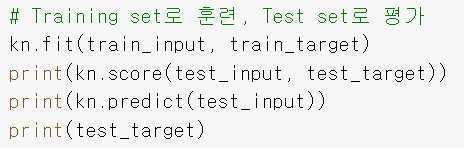 # Training set로 훈련, Test set로 평가
kn.fit(train_input, train_target)
print(kn.score(test_input, test_target))
print(kn.predict(test_input))
print(test_target)